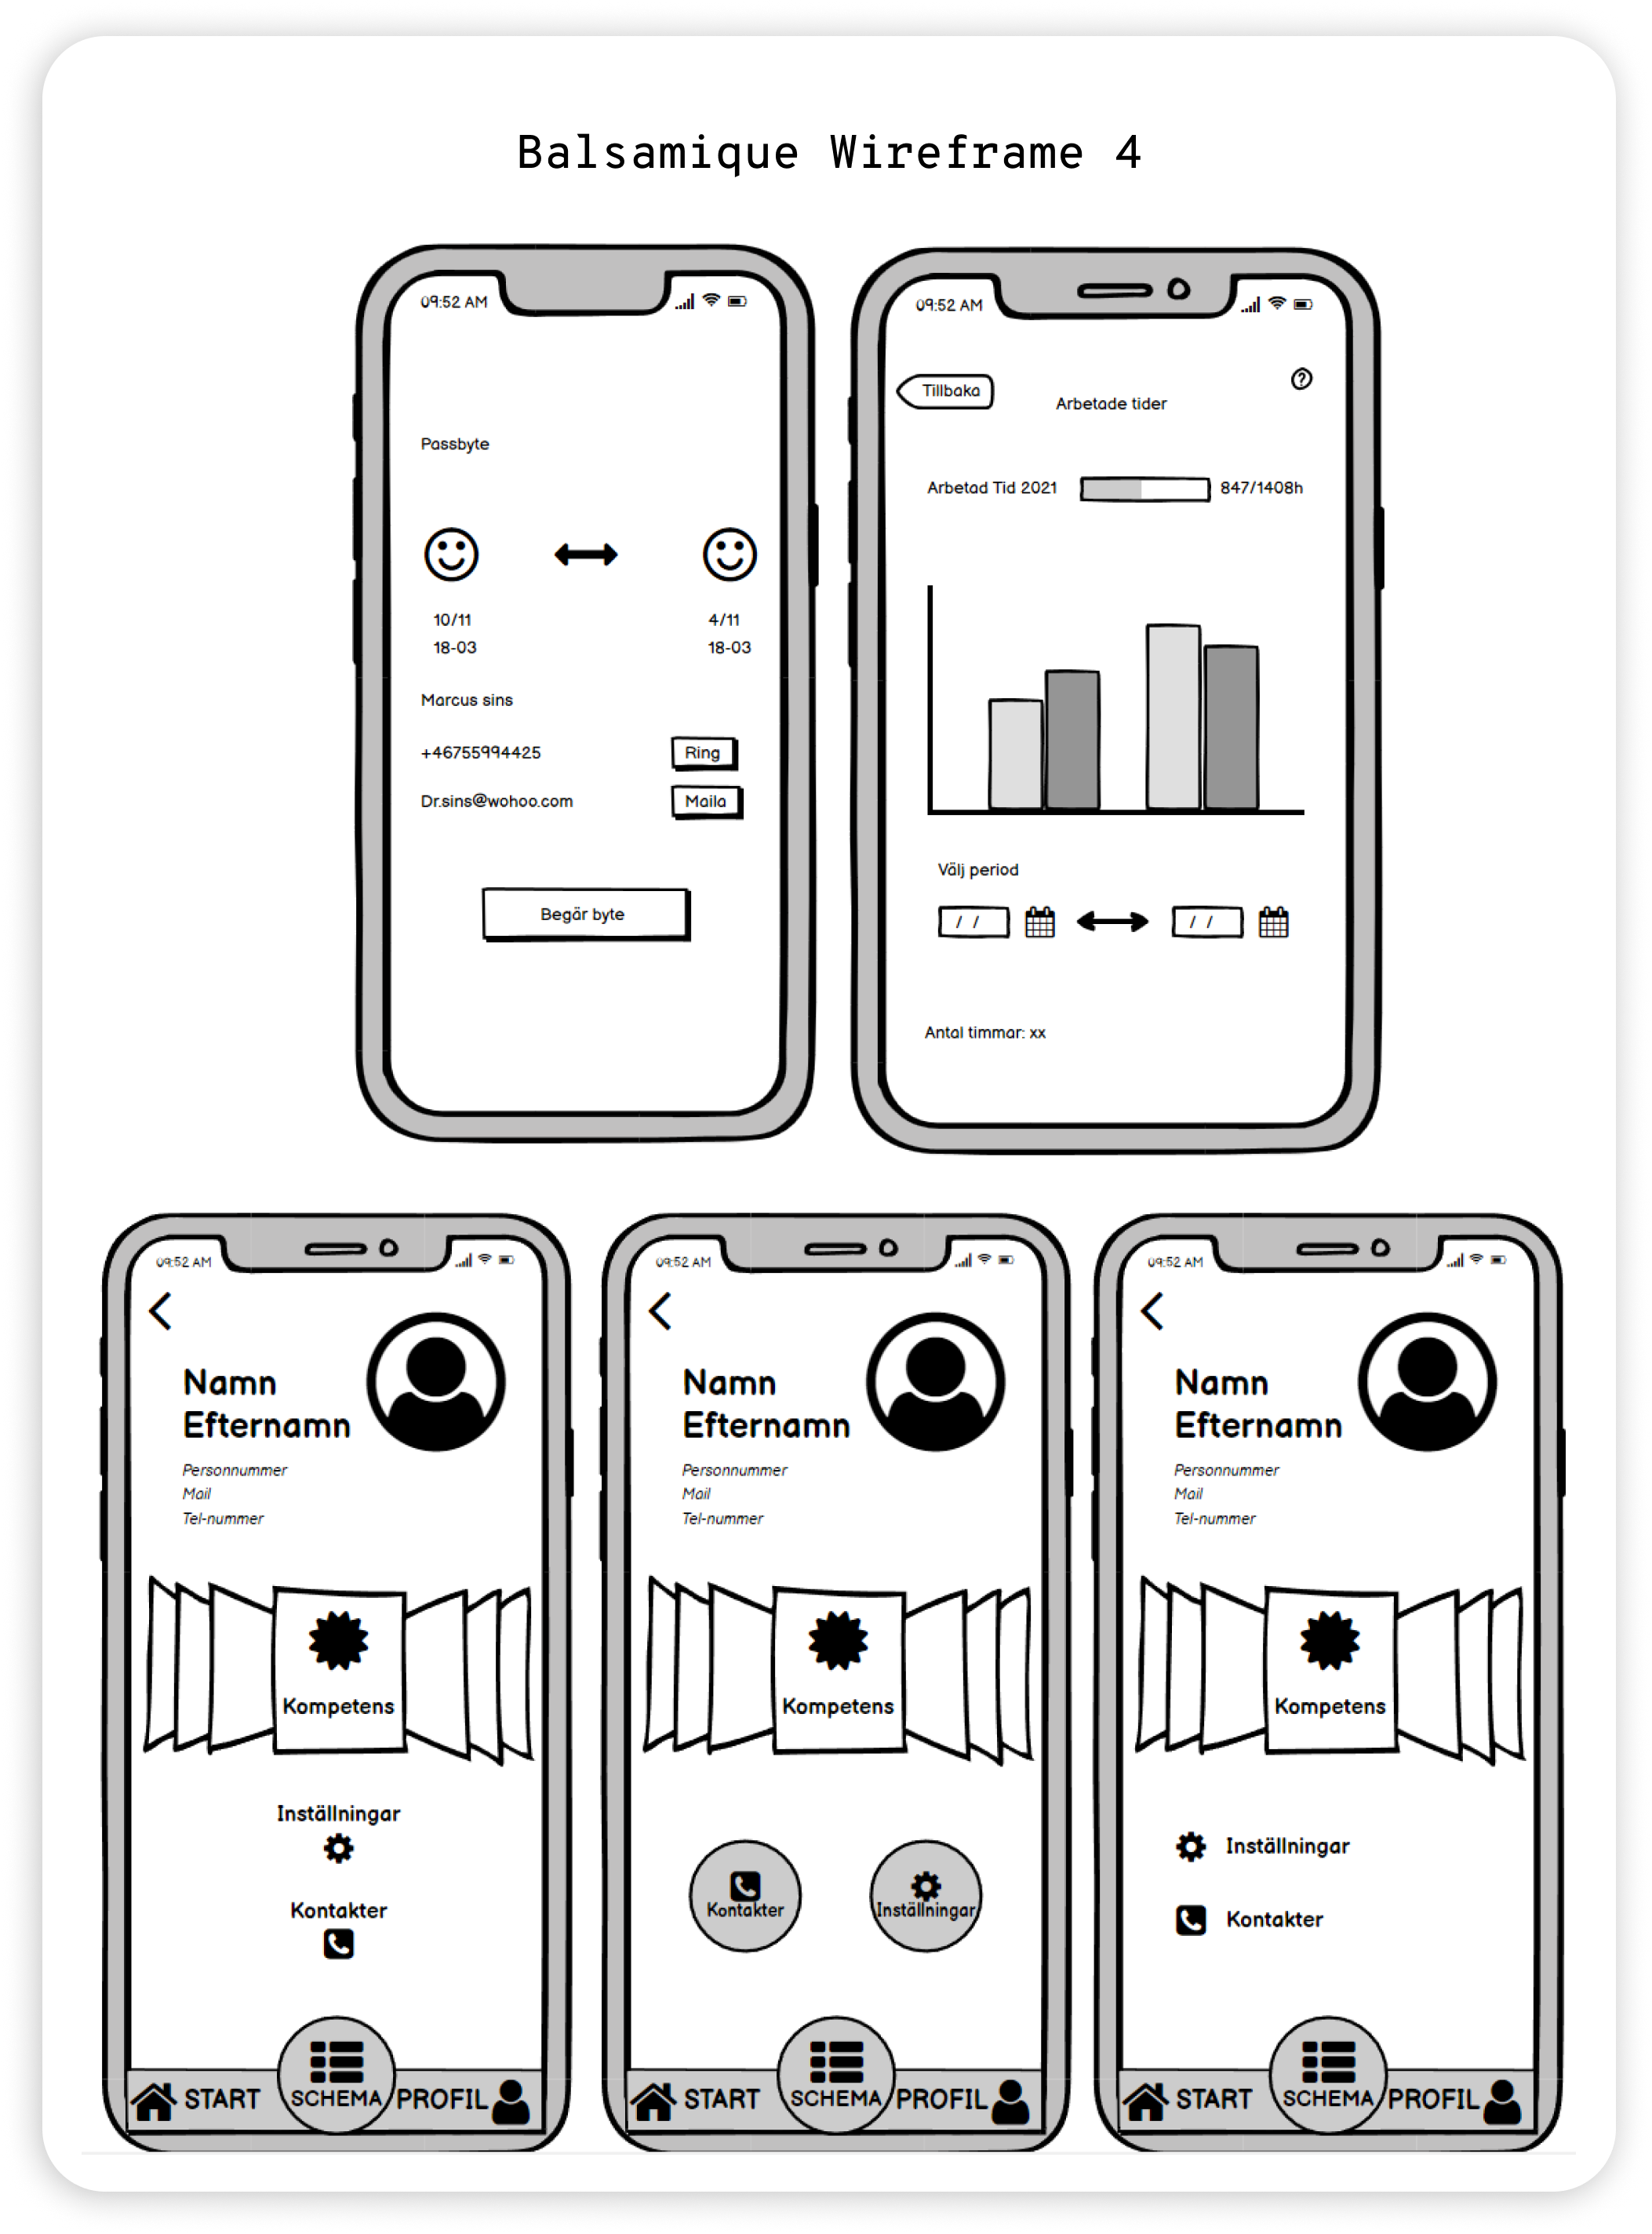 Balsamique Wireframe 4
09:52 AM
Passbyte
10/11
4/11
18-03
18-03
Marcus sins
+46755994425
Ring
Dr.sins@wohoo.com
Maila
Begär byte
09:52 AM
Tillbaka
?
Arbetade tider
Arbetad Tid 2021
847/1408h
Välj period
/ /
/ /
Antal timmar: xx
09:52 AM
Namn
Efternamn
Personnummer
Mail
Tel-nummer
Kompetens
Inställningar
Kontakter
START
SCHEMA
PROFIL
09:52 AM
Namn
Efternamn
Personnummer
Mail
Tel-nummer
Kompetens
Kontakter
Inställningar
START
SCHEMA
PROFIL
09:52 AM
Namn
Efternamn
Personnummer
Mail
Tel-nummer
Kompetens
Inställningar
Kontakter
START
SCHEMA
PROFIL